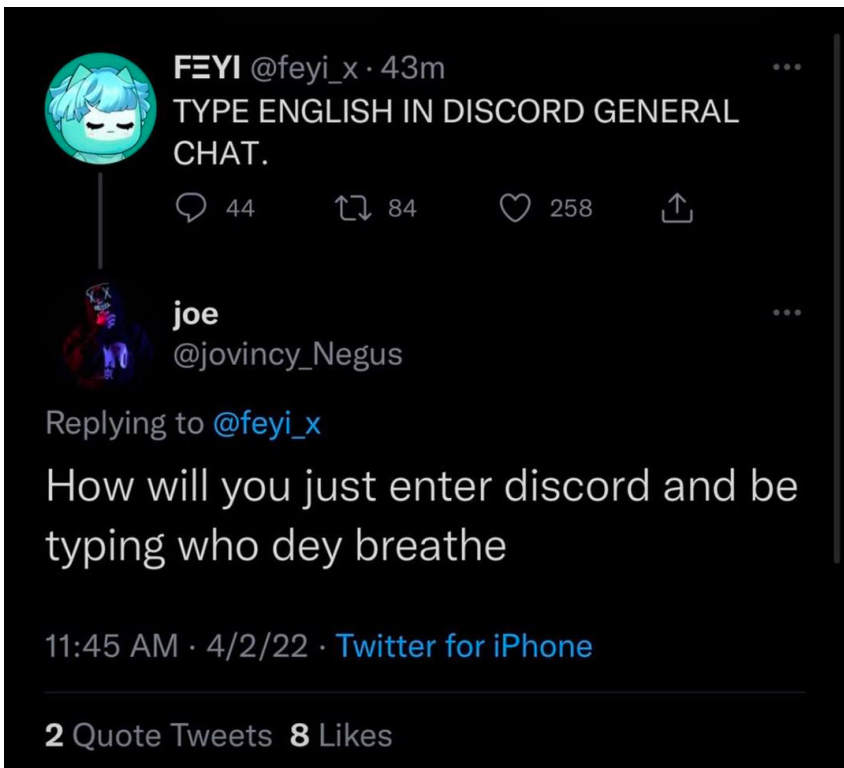 FEYI @feyi_x · 43m
TYPE ENGLISH IN DISCORD GENERAL
CHAT.
44 84 258
joe
@jovincy_Negus
Replying to @feyi_x
How will you just enter discord and be
typing who dey breathe
11:45 AM · 4/2/22 · Twitter for iPhone
2 Quote Tweets 8 Likes